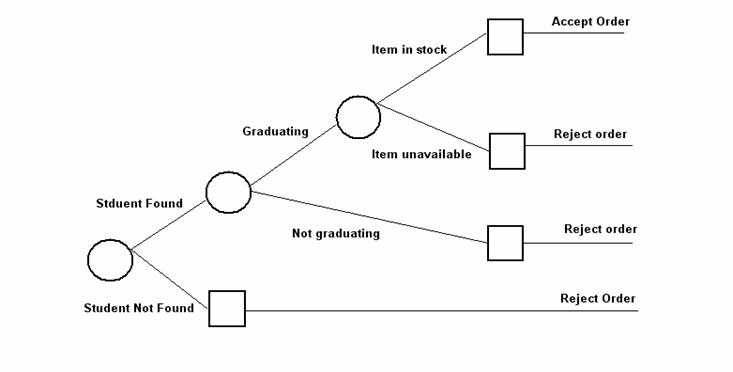 Accept Order
Item in stock
Graduating
Reject order
Item unavailable
Stduent Found
Not graduating
Reject order
Student Not Found
Reject Order